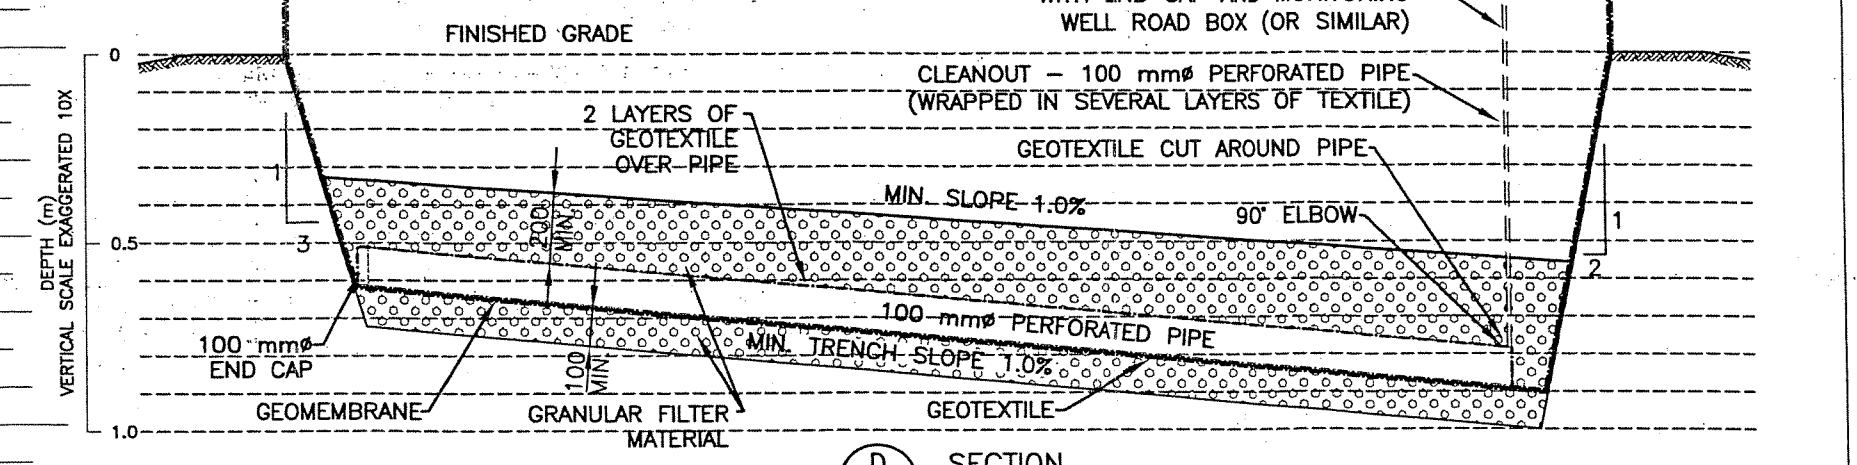 WELL ROAD BOX (OR SIMILAR)
FINISHED GRADE
0
CLEANOUT – 100 mmø PERFORATED PIPE
(WRAPPED IN SEVERAL LAYERS OF TEXTILE)
2 LAYERS OF
GEOTEXTILE
OVER PIPE
GEOTEXTILE CUT AROUND PIPE
1
MIN. SLOPE 1.0%
90° ELBOW
1
200
MIN.
3
0.5
2
DEPTH (m)
VERTICAL SCALE EXAGGERATED 10X
100 mmø PERFORATED PIPE
MIN. TRENCH SLOPE 1.0%
100 mmø
END CAP
100
MIN.
GEOMEMBRANE
GRANULAR FILTER
MATERIAL
GEOTEXTILE
1.0
D
SECTION